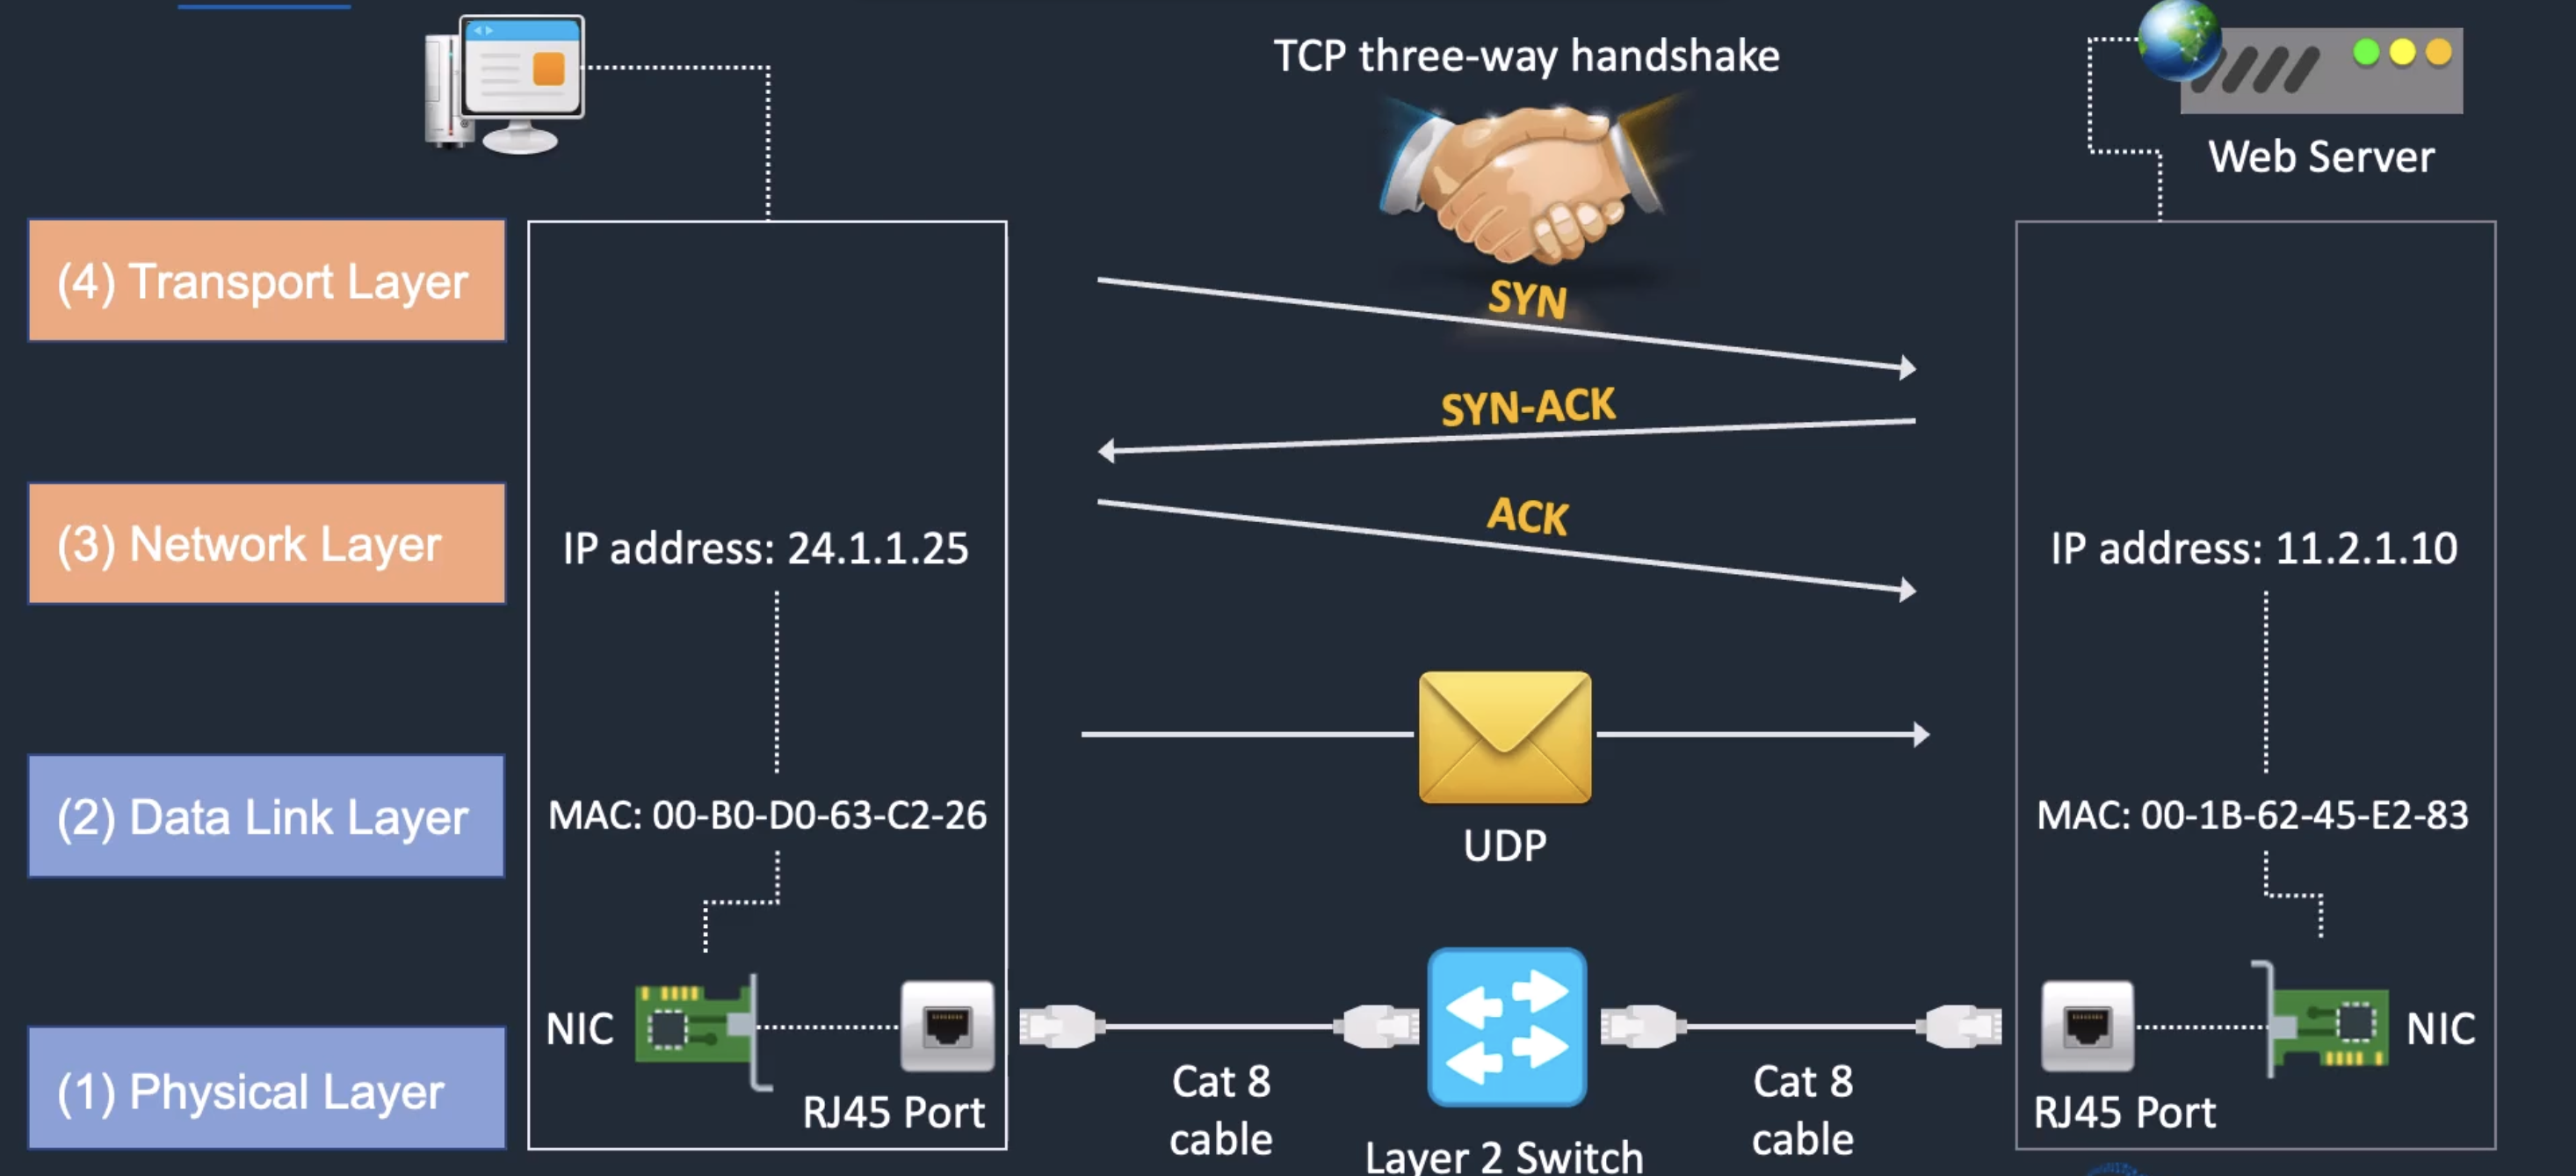 TCP three-way handshake
Web Server
(4) Transport Layer
SYN
SYN-ACK
ACK
(3) Network Layer
IP address: 24.1.1.25
IP address: 11.2.1.10
(2) Data Link Layer
MAC: 00-B0-D0-63-C2-26
UDP
MAC: 00-1B-62-45-E2-83
(1) Physical Layer
NIC
RJ45 Port
Cat 8
cable
Layer 2 Switch
Cat 8
cable
RJ45 Port
NIC